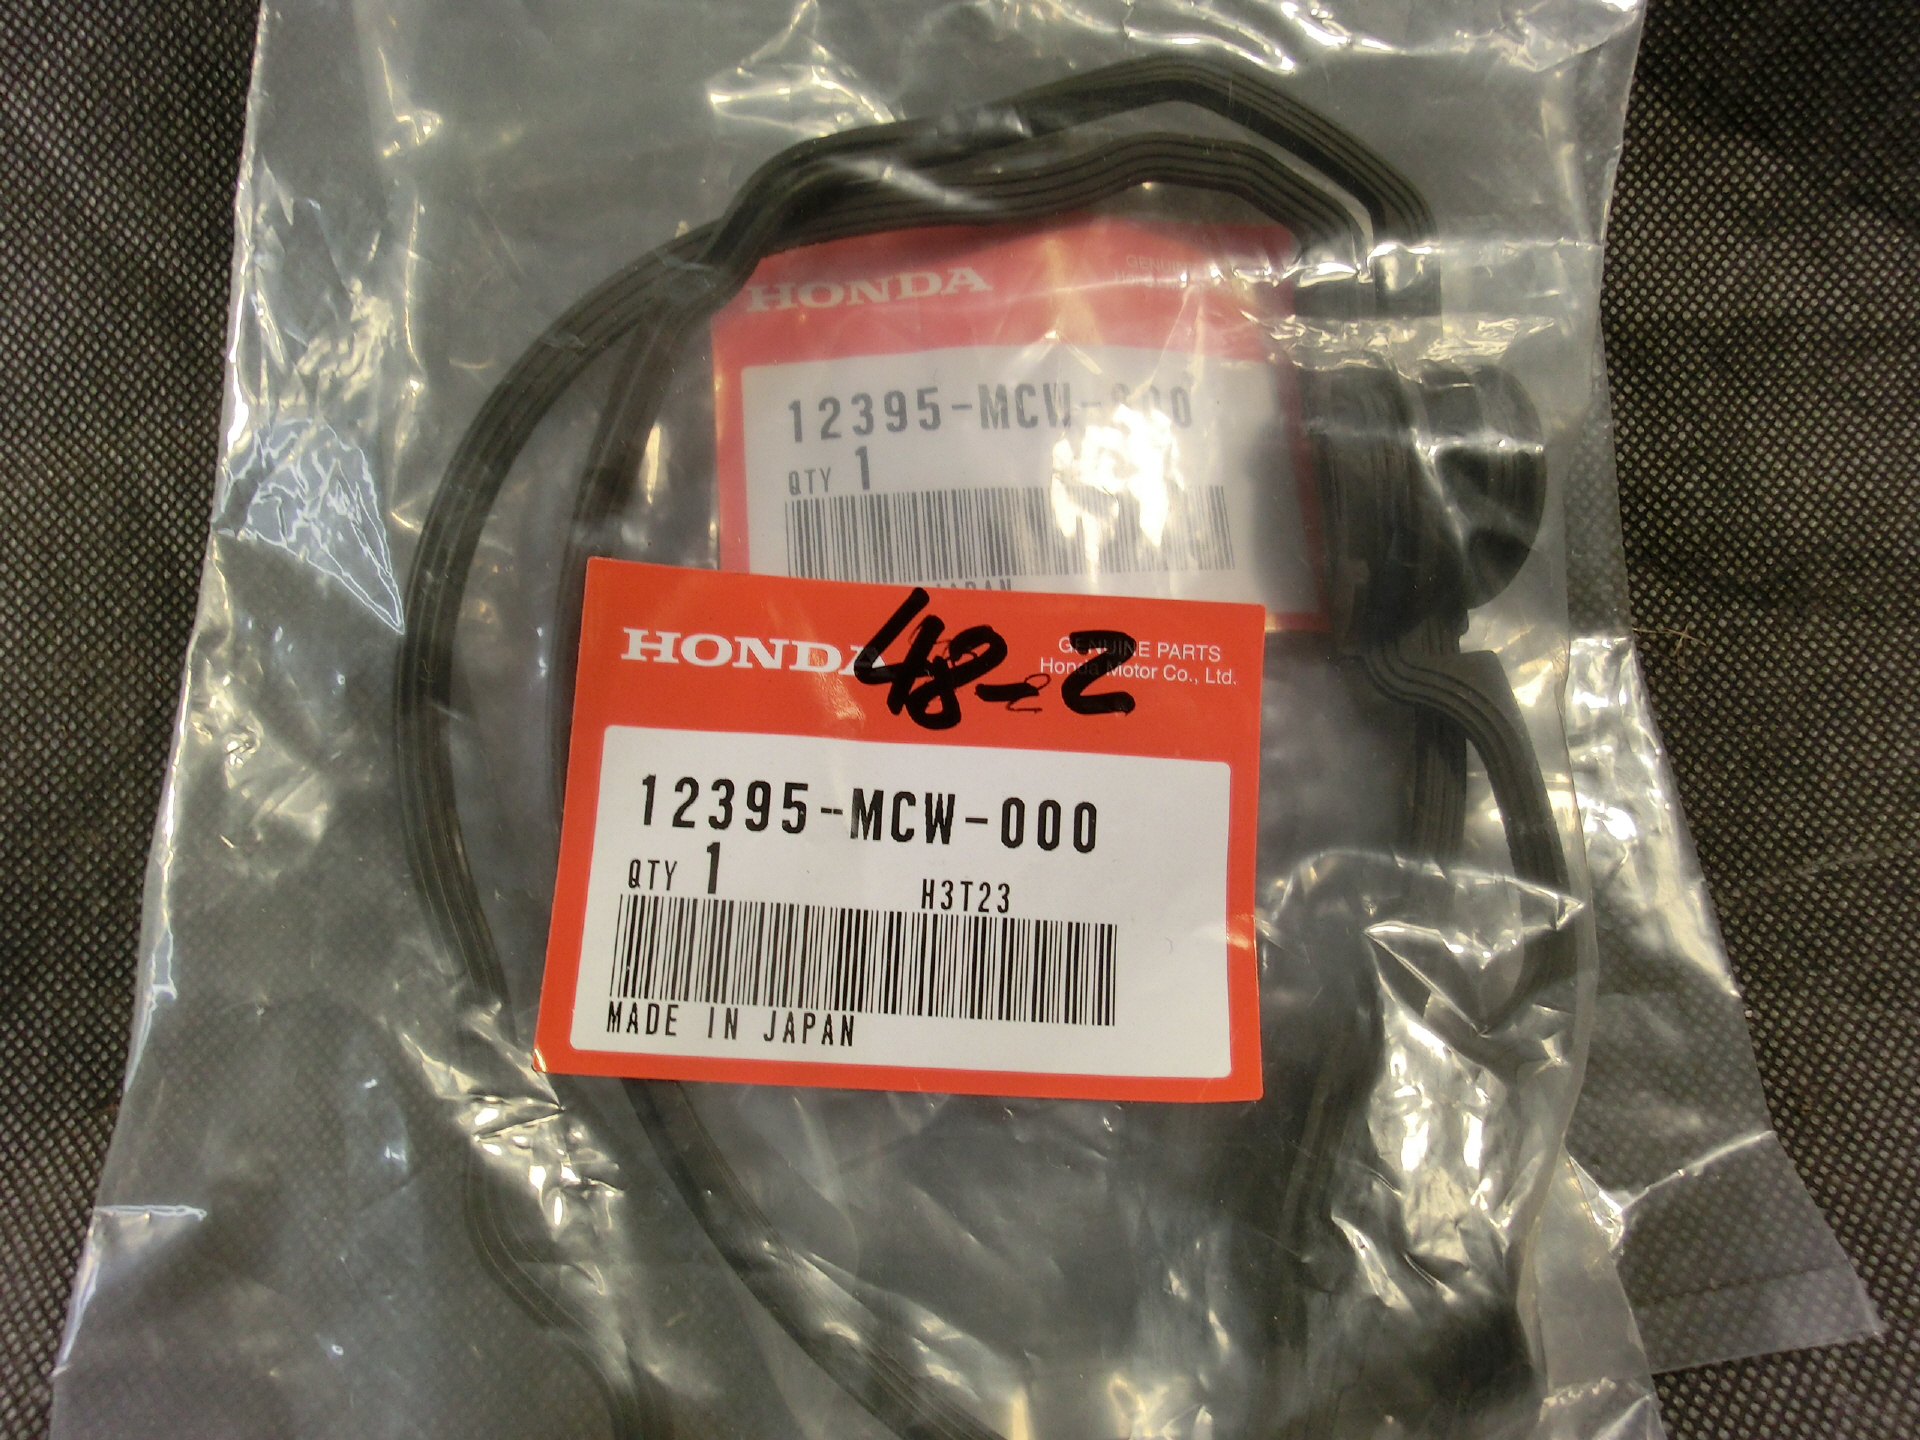 HONDA
12395-MCW-000
QTY 1
JAPAN
HONDA
48-2
GENUINE PARTS
Honda Motor Co., Ltd.
12395-MCW-000
QTY 1
H3T23
MADE IN JAPAN